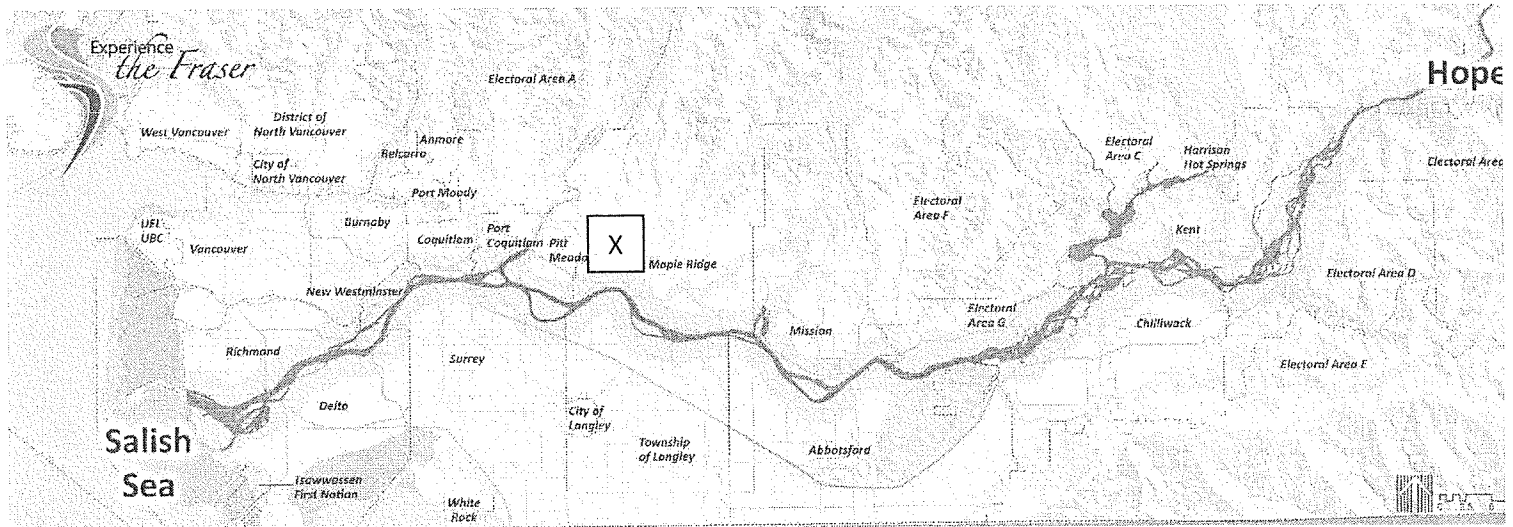 Experience
the Fraser
Electoral Area A
Hope
West Vancouver
District of
North Vancouver
Anmore
Belcarra
City of
North Vancouver
Port Moody
Electoral
Area C
Harrison
Hot Springs
Electoral Area
UEL
UBC
Vancouver
Burnaby
Coquitlam
Port
Coquitlam
Pitt
Meado
X
Maple Ridge
Electoral
Area F
Kent
Electoral Area D
New Westminster
Richmond
Surrey
Mission
Electoral
Area G
Chilliwack
Electoral Area E
Delta
Salish
Sea
City of
Langley
Township
of Langley
Abbotsford
Tsawwassen
First Nation
White
Rock